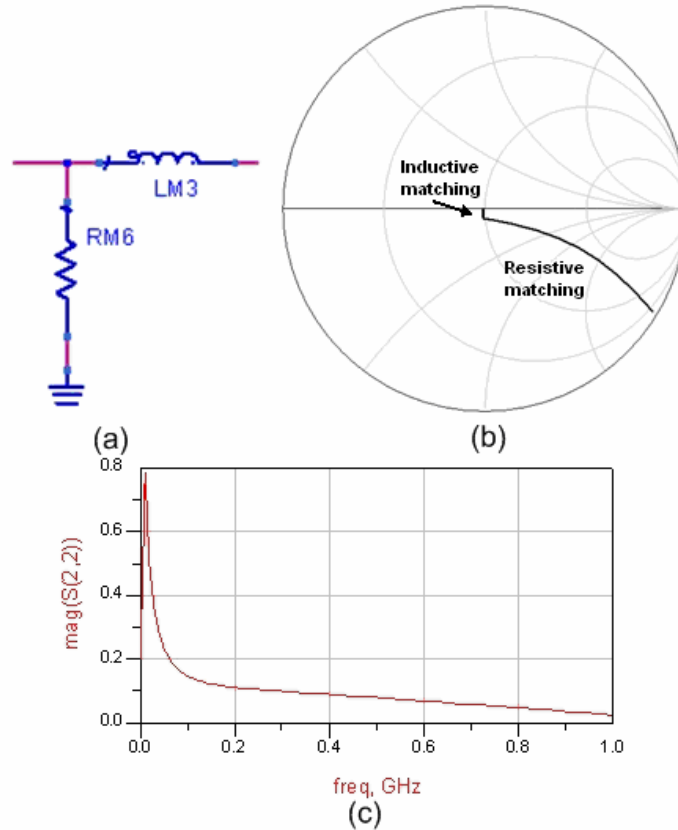 LM3
RM6
(a)
Inductive
matching
Resistive
matching
(b)
mag(S(2,2))
0.8
0.6
0.4
0.2
0.0
0.0 0.2 0.4 0.6 0.8 1.0
freq, GHz
(c)